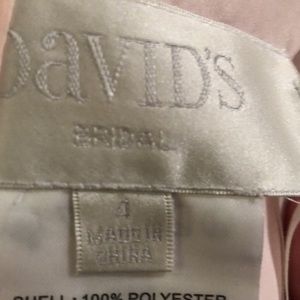 DAVID'S
BRIDAL
4
MADE IN
CHINA
SHELL: 100% POLYESTER